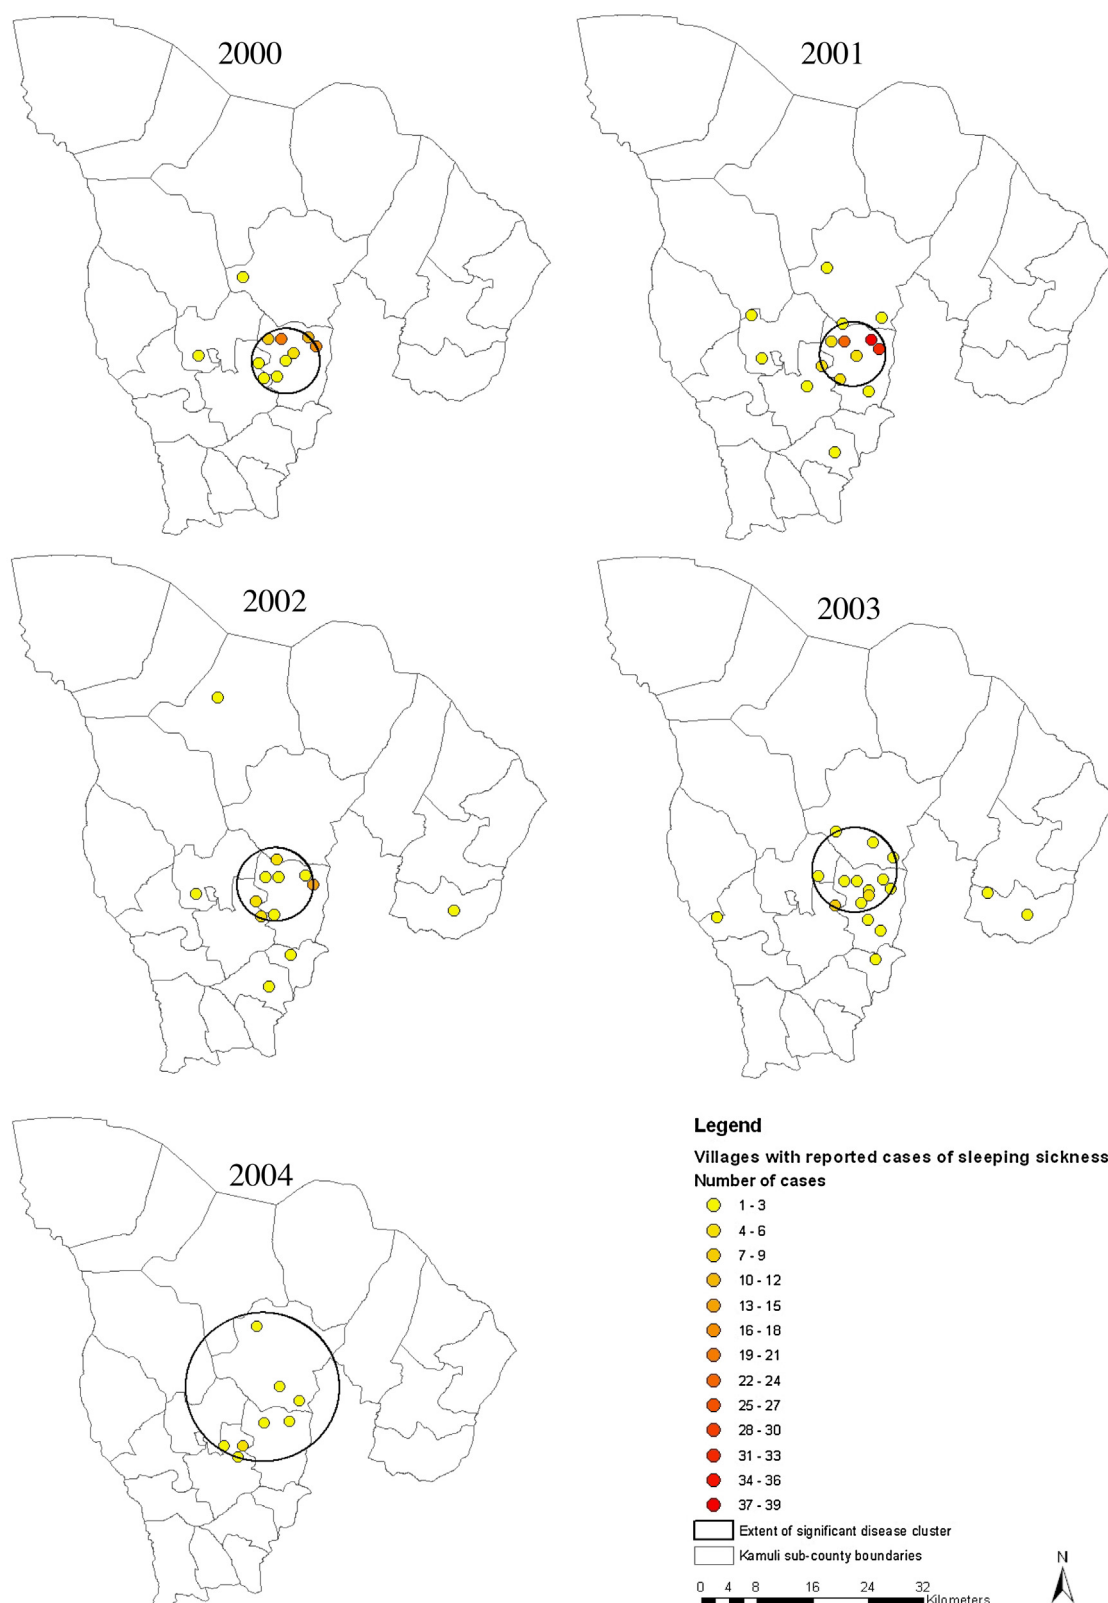 2000
2001
2002
2003
2004
Legend
Villages with reported cases of sleeping sickness
Number of cases
1 - 3
4 - 6
7 - 9
10 - 12
13 - 15
16 - 18
19 - 21
22 - 24
25 - 27
28 - 30
31 - 33
34 - 36
37 - 39
Extent of significant disease cluster
Kamuli sub-county boundaries
N
0 4 8 16 24 32
Kilometers